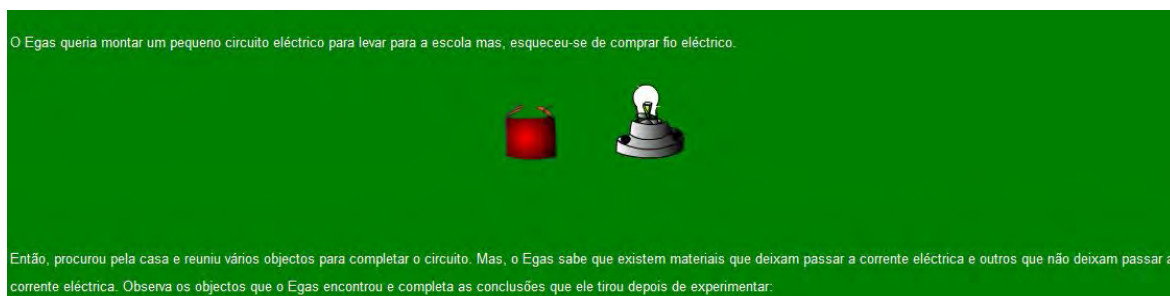 O Egas queria montar um pequeno circuito eléctrico para levar para a escola mas, esqueceu-se de comprar fio eléctrico.
Então, procurou pela casa e reuniu vários objectos para completar o circuito. Mas, o Egas sabe que existem materiais que deixam passar a corrente eléctrica e outros que não deixam passar a
corrente eléctrica. Observa os objectos que o Egas encontrou e completa as conclusões que ele tirou depois de experimentar: